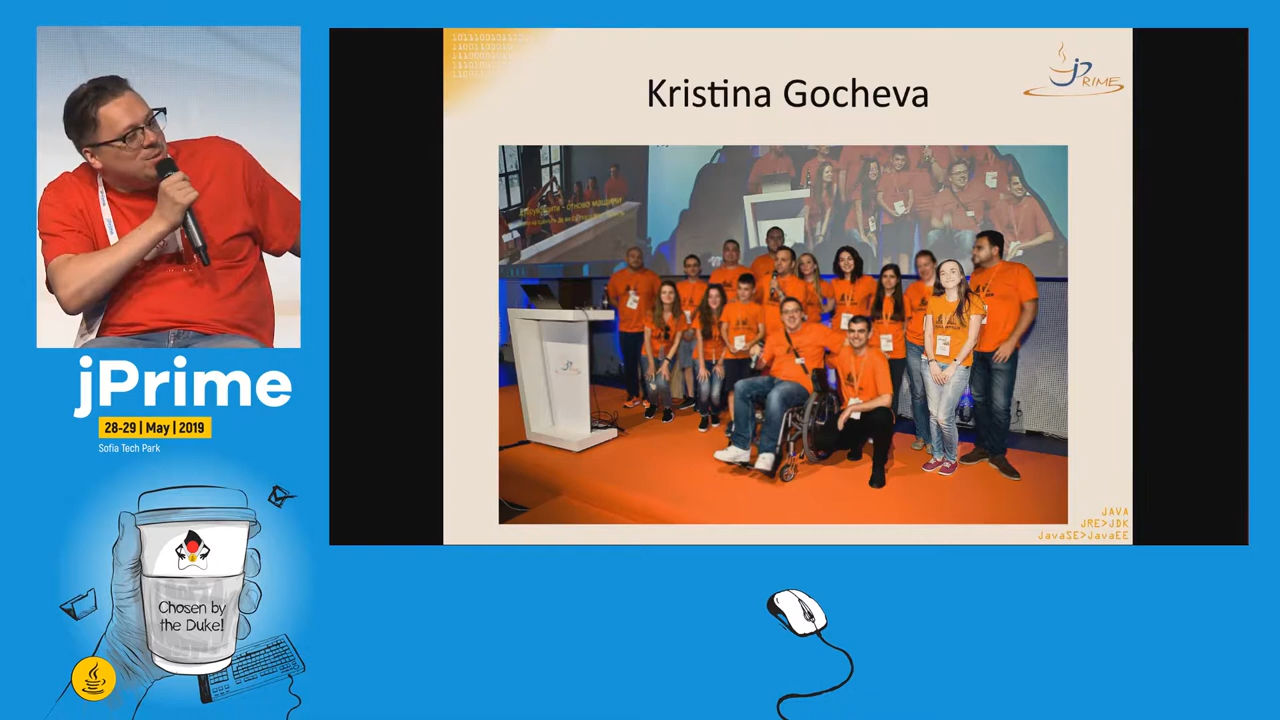 jPrime
28-29 | May | 2019
Sofia Tech Park
Chosen by
the Duke!
Kristina Gocheva
jPRIME
JAVA
JRE>JDK
JavaSE>JavaEE